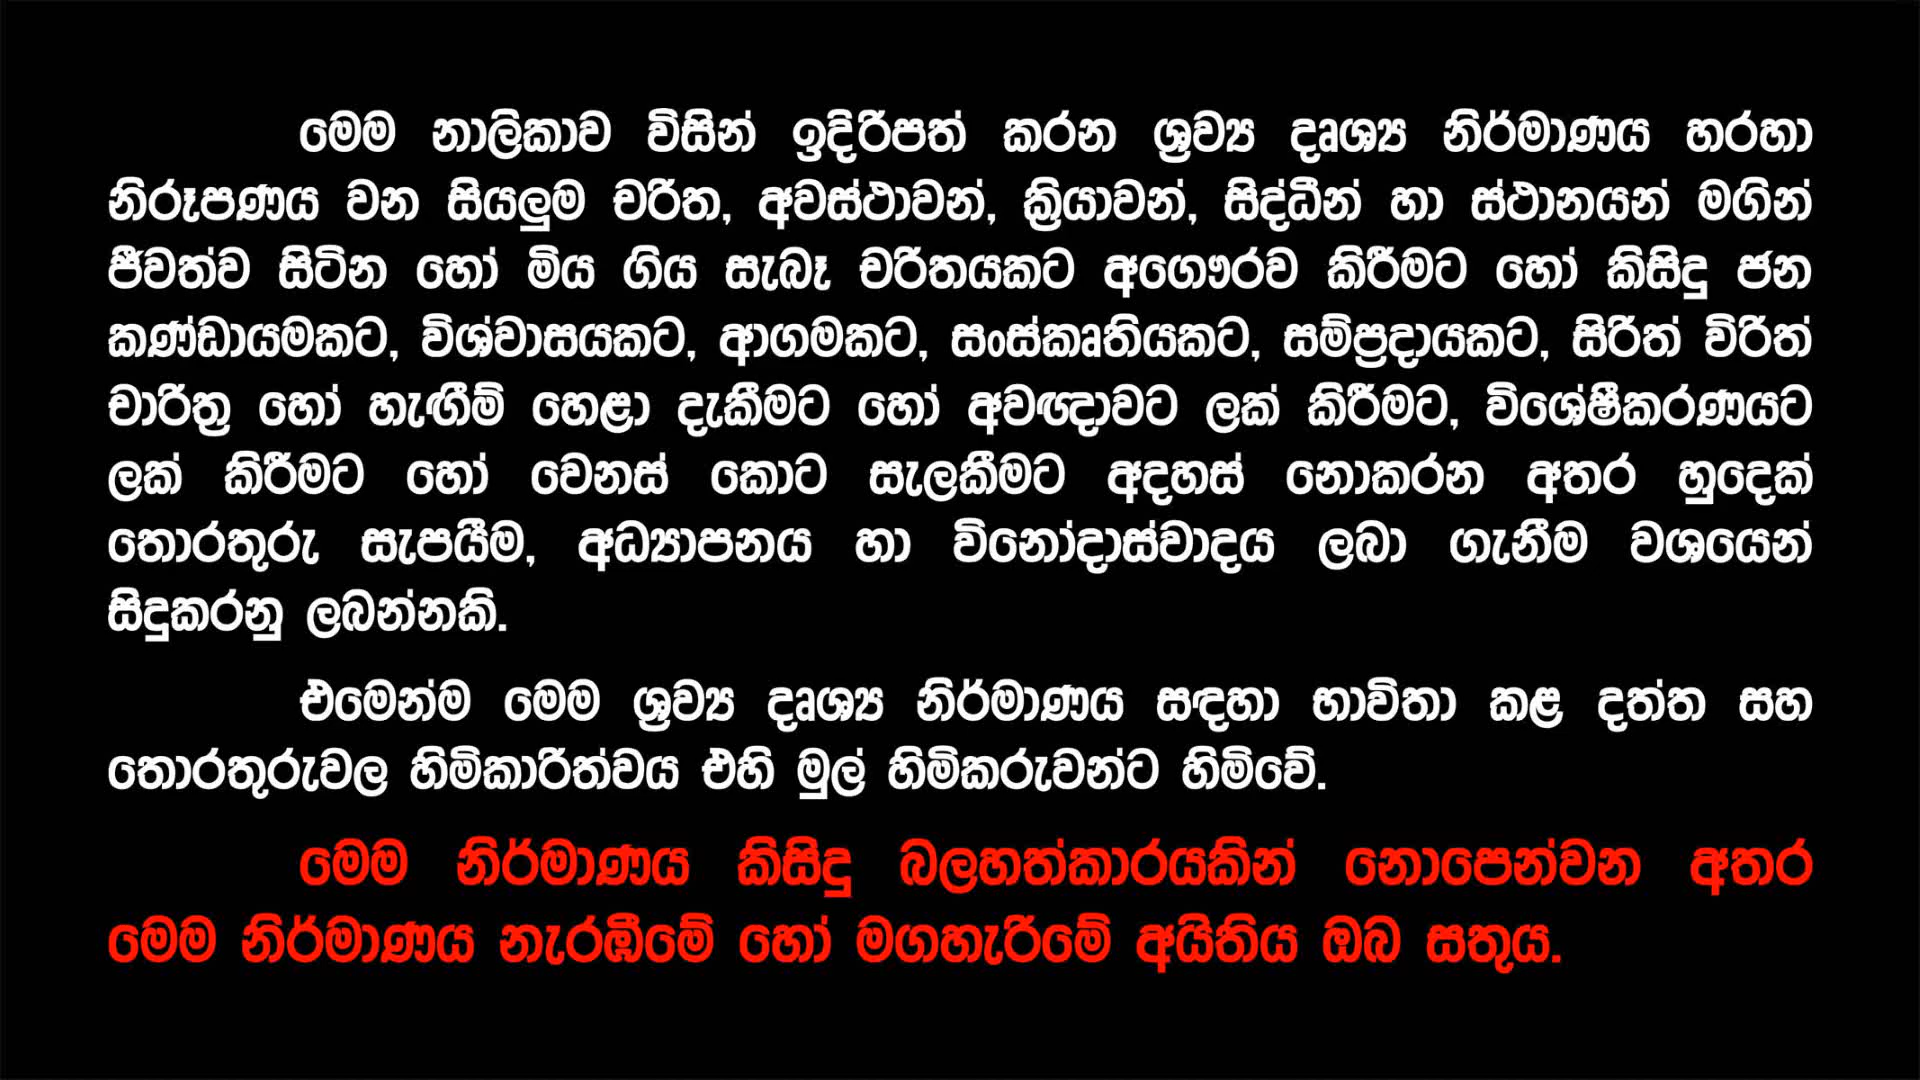 මෙම නාලිකාව විසින් ඉදිරිපත් කරන ශ්‍රව්‍ය දෘශ්‍ය නිර්මාණය හරහා
නිරූපණය වන සියලුම චරිත, අවස්ථාවන්, ක්‍රියාවන්, සිද්ධීන් හා ස්ථානයන් මගින්
ජීවත්ව සිටින හෝ මිය ගිය සැබෑ චරිතයකට අගෞරව කිරීමට හෝ කිසිදු ජන
කණ්ඩායමකට, විශ්වාසයකට, ආගමකට, සංස්කෘතියකට, සම්ප්‍රදායකට, සිරිත් විරිත්
චාරිත්‍ර හෝ හැඟීම් හෙළා දැකීමට හෝ අවඥාවට ලක් කිරීමට, විශේෂීකරණයට
ලක් කිරීමට හෝ වෙනස් කොට සැලකීමට අදහස් නොකරන අතර හුදෙක්
තොරතුරු සැපයීම, අධ්‍යාපනය හා විනෝදාස්වාදය ලබා ගැනීම වශයෙන්
සිදුකරනු ලබන්නකි.
එමෙන්ම මෙම ශ්‍රව්‍ය දෘශ්‍ය නිර්මාණය සඳහා භාවිතා කළ දත්ත සහ
තොරතුරුවල හිමිකාරිත්වය එහි මුල් හිමිකරුවන්ට හිමිවේ.
මෙම නිර්මාණය කිසිදු බලහත්කාරයකින් නොපෙන්වන අතර
මෙම නිර්මාණය නැරඹීමේ හෝ මගහැරීමේ අයිතිය ඔබ සතුය.